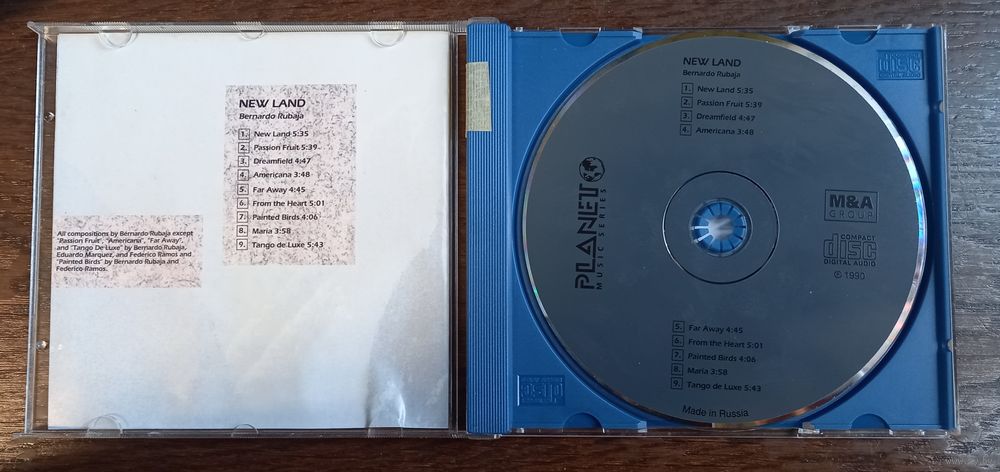 NEW LAND
Bernardo Rubaja
1. New Land 5:35
2. Passion Fruit 5:39
3. Dreamfield 4:47
4. Americana 3:48
5. Far Away 4:45
6. From the Heart 5:01
7. Painted Birds 4:06
8. Maria 3:58
9. Tango de Luxe 5:43
All compositions by Bernardo Rubaja except
"Passion Fruit", "Americana", "Far Away",
and "Tango De Luxe" by Bernardo Rubaja,
Eduardo Marquez, and Federico Ramos and
"Painted Birds" by Bernardo Rubaja and
Federico Ramos.
NEW LAND
Bernardo Rubaja
1. New Land 5:35
2. Passion Fruit 5:39
3. Dreamfield 4:47
4. Americana 3:48
PLANET
MUSIC SERIES
M&A
GROUP
COMPACT
disc
DIGITAL AUDIO
℗ 1990
5. Far Away 4:45
6. From the Heart 5:01
7. Painted Birds 4:06
8. Maria 3:58
9. Tango de Luxe 5:43
Made in Russia
disc
DIGITAL AUDIO
disc